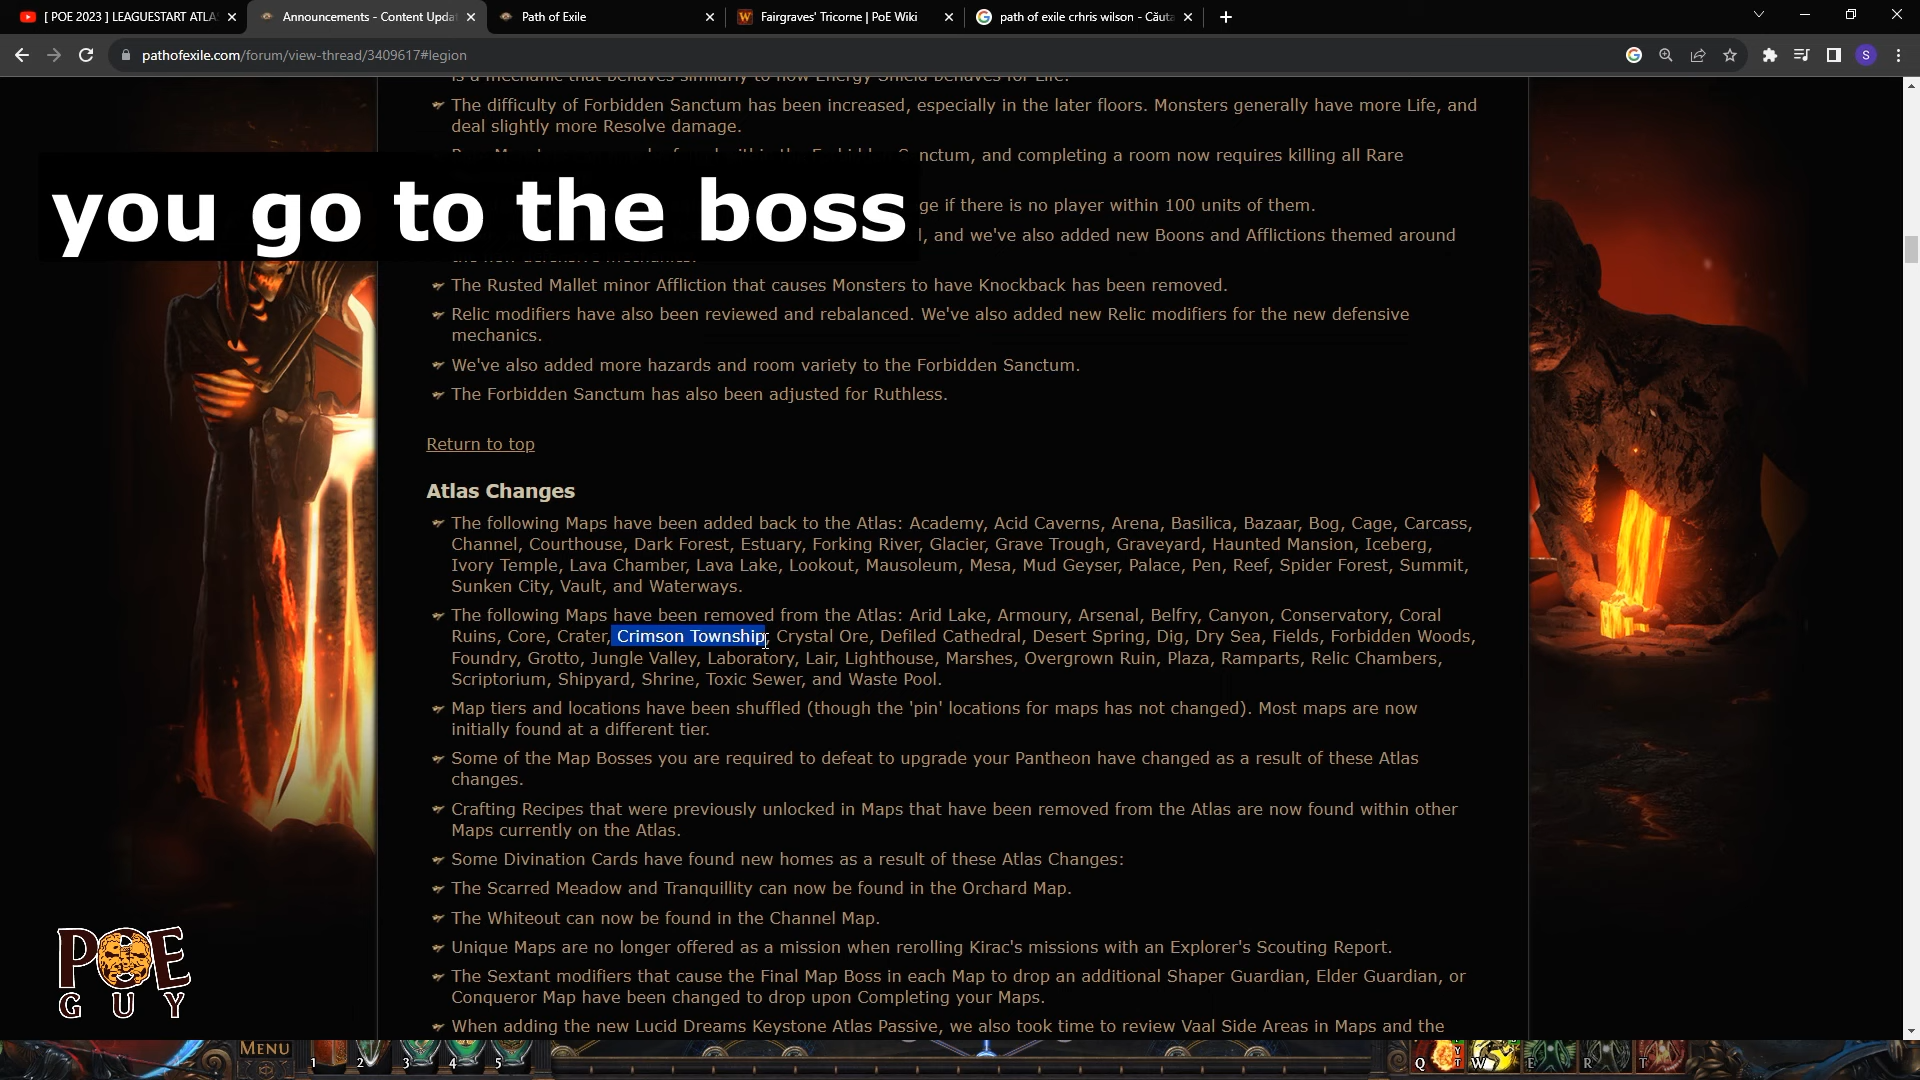 [ POE 2023 ] LEAGUESTART ATLA
Announcements - Content Upda
Path of Exile
Fairgraves' Tricorne | PoE Wiki
path of exile crhris wilson - Căuta
pathofexile.com/forum/view-thread/3409617#legion
S
is a mechanic that behaves similarly to how Energy Shield behaves for Life.
The difficulty of Forbidden Sanctum has been increased, especially in the later floors. Monsters generally have more Life, and
deal slightly more Resolve damage.
nctum, and completing a room now requires killing all Rare
you go to the boss
ge if there is no player within 100 units of them.
, and we've also added new Boons and Afflictions themed around
The Rusted Mallet minor Affliction that causes Monsters to have Knockback has been removed.
Relic modifiers have also been reviewed and rebalanced. We've also added new Relic modifiers for the new defensive
mechanics.
We've also added more hazards and room variety to the Forbidden Sanctum.
The Forbidden Sanctum has also been adjusted for Ruthless.
Return to top
Atlas Changes
The following Maps have been added back to the Atlas: Academy, Acid Caverns, Arena, Basilica, Bazaar, Bog, Cage, Carcass,
Channel, Courthouse, Dark Forest, Estuary, Forking River, Glacier, Grave Trough, Graveyard, Haunted Mansion, Iceberg,
Ivory Temple, Lava Chamber, Lava Lake, Lookout, Mausoleum, Mesa, Mud Geyser, Palace, Pen, Reef, Spider Forest, Summit,
Sunken City, Vault, and Waterways.
The following Maps have been removed from the Atlas: Arid Lake, Armoury, Arsenal, Belfry, Canyon, Conservatory, Coral
Ruins, Core, Crater, Crimson Township, Crystal Ore, Defiled Cathedral, Desert Spring, Dig, Dry Sea, Fields, Forbidden Woods,
Foundry, Grotto, Jungle Valley, Laboratory, Lair, Lighthouse, Marshes, Overgrown Ruin, Plaza, Ramparts, Relic Chambers,
Scriptorium, Shipyard, Shrine, Toxic Sewer, and Waste Pool.
Map tiers and locations have been shuffled (though the 'pin' locations for maps has not changed). Most maps are now
initially found at a different tier.
Some of the Map Bosses you are required to defeat to upgrade your Pantheon have changed as a result of these Atlas
changes.
Crafting Recipes that were previously unlocked in Maps that have been removed from the Atlas are now found within other
Maps currently on the Atlas.
Some Divination Cards have found new homes as a result of these Atlas Changes:
The Scarred Meadow and Tranquillity can now be found in the Orchard Map.
The Whiteout can now be found in the Channel Map.
Unique Maps are no longer offered as a mission when rerolling Kirac's missions with an Explorer's Scouting Report.
The Sextant modifiers that cause the Final Map Boss in each Map to drop an additional Shaper Guardian, Elder Guardian, or
Conqueror Map have been changed to drop upon Completing your Maps.
When adding the new Lucid Dreams Keystone Atlas Passive, we also took time to review Vaal Side Areas in Maps and the
POE
GUY
MENU
1 2 3 4 5
Q W E R T